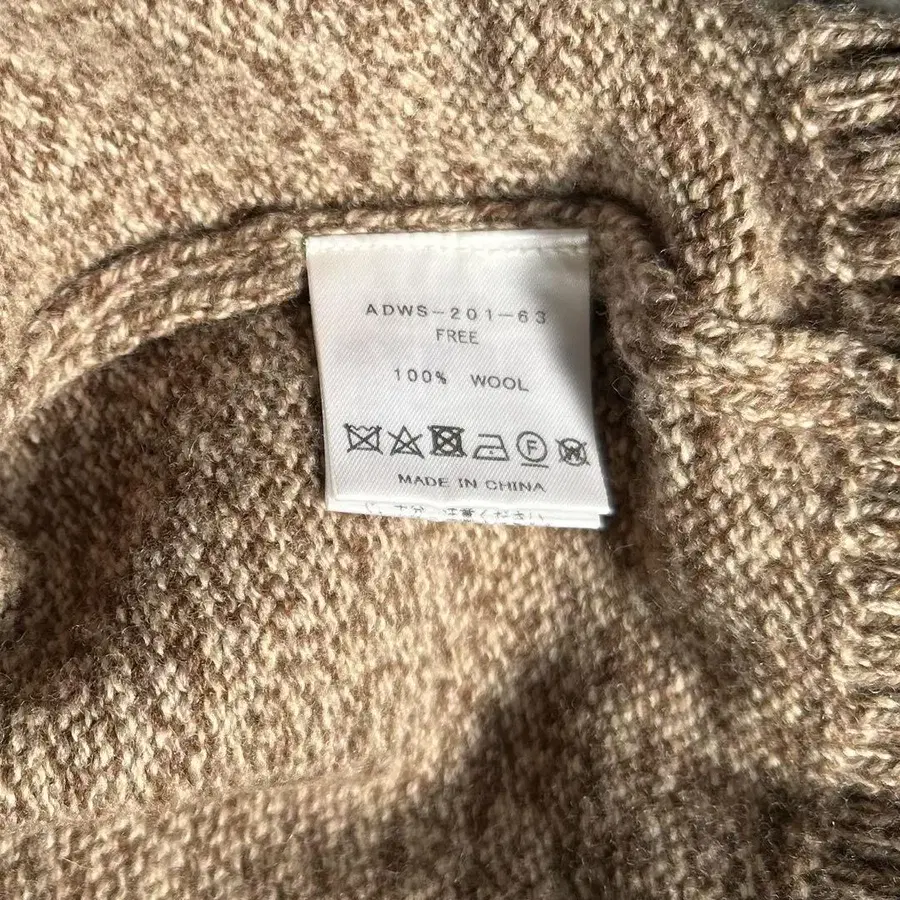 ADWS-201-63
FREE
100% WOOL
F W
MADE IN CHINA